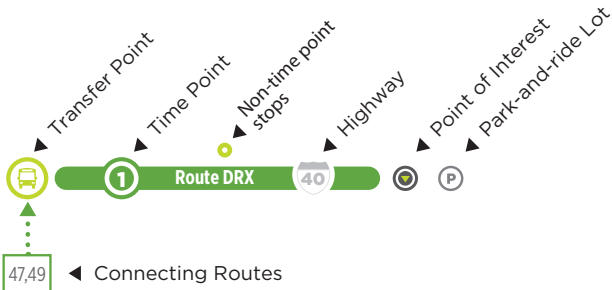 Transfer Point
Time Point
Non-time point
stops
Highway
Point of Interest
Park-and-ride Lot
1
Route DRX
40
P
47,49
Connecting Routes